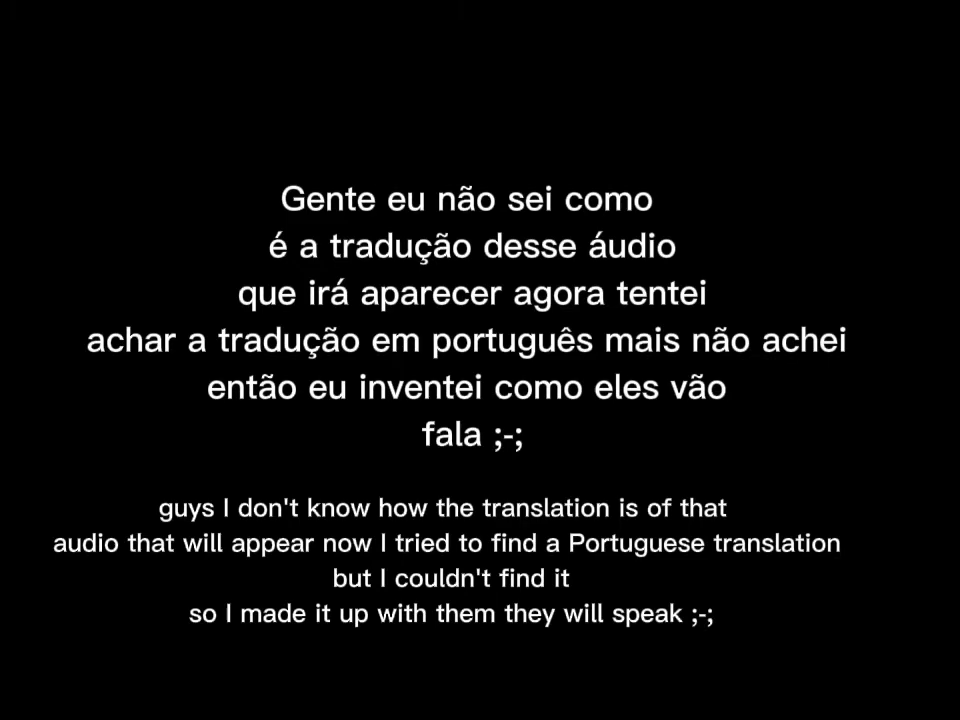 Gente eu não sei como
é a tradução desse áudio
que irá aparecer agora tentei
achar a tradução em português mais não achei
então eu inventei como eles vão
fala ;-;
guys I don't know how the translation is of that
audio that will appear now I tried to find a Portuguese translation
but I couldn't find it
so I made it up with them they will speak ;-;